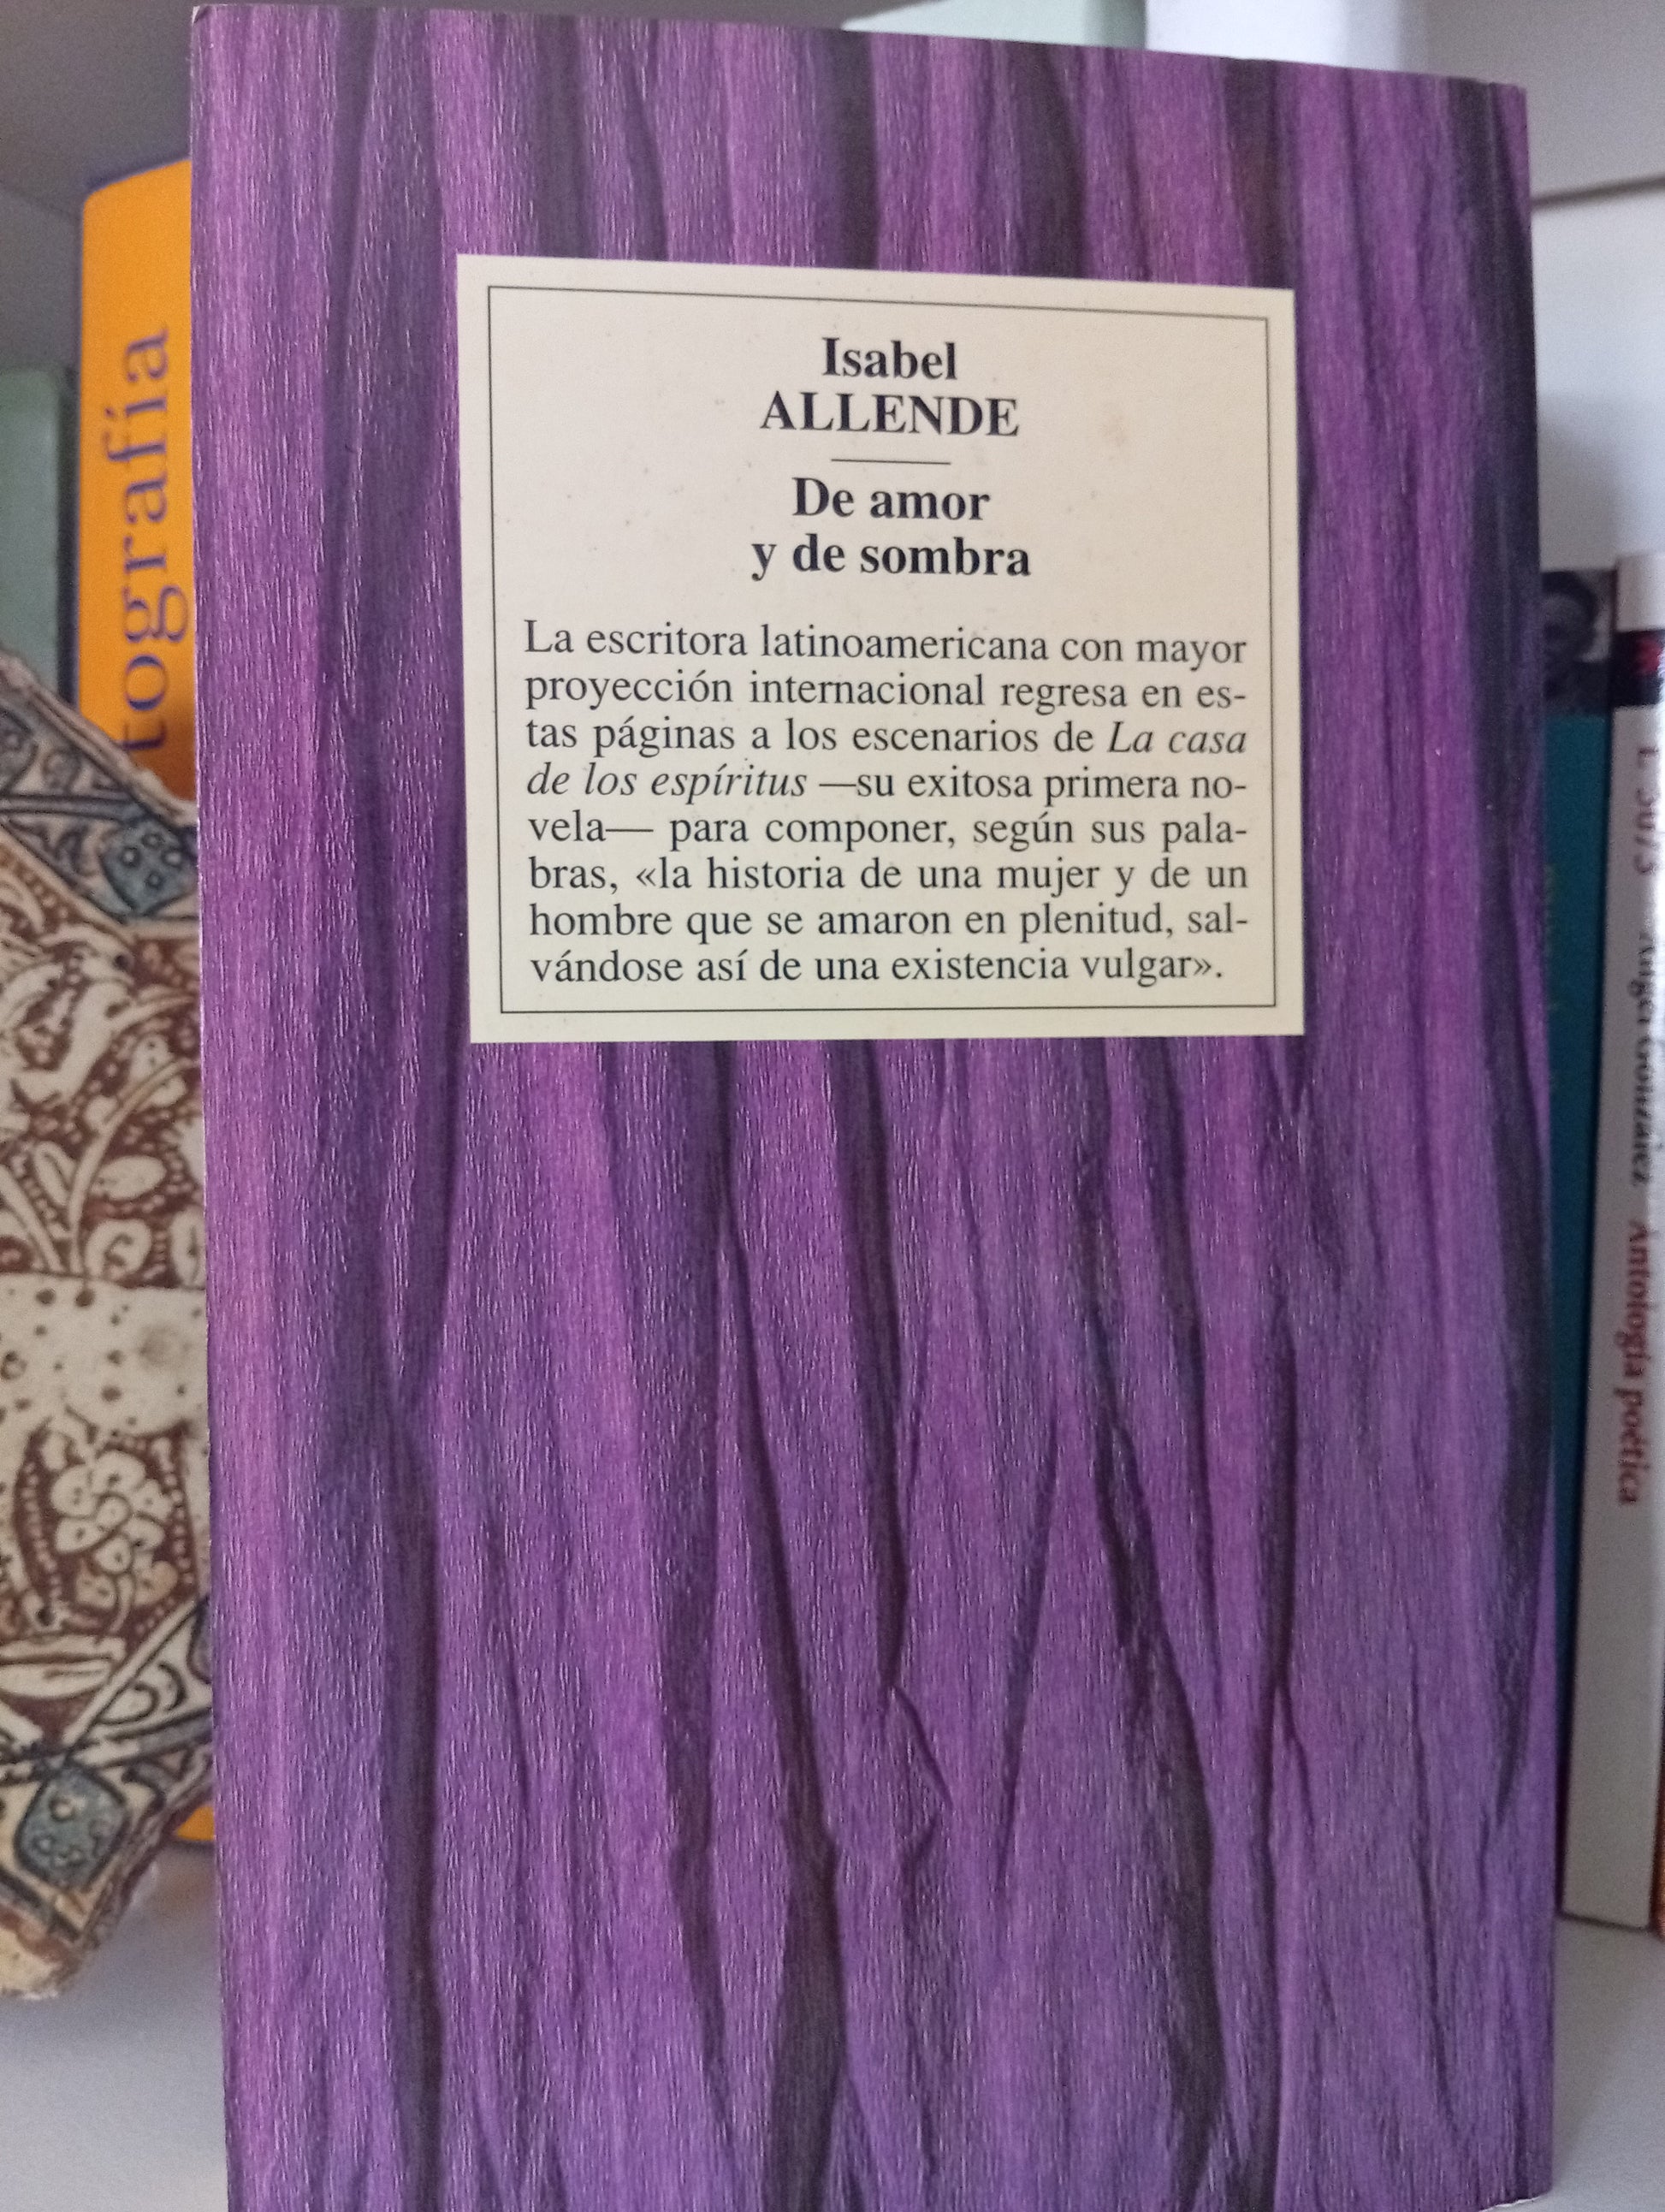 Isabel
ALLENDE
De amor
y de sombra
La escritora latinoamericana con mayor
proyección internacional regresa en es-
tas páginas a los escenarios de La casa
de los espíritus —su exitosa primera no-
vela— para componer, según sus pala-
bras, «la historia de una mujer y de un
hombre que se amaron en plenitud, sal-
vándose así de una existencia vulgar».
tografía
Ángel González Antología poética